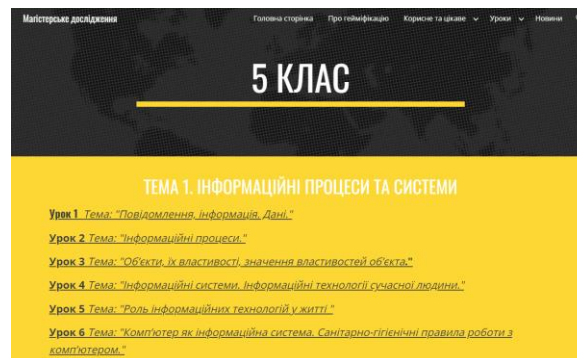 Магістерське дослідження
Головна сторінка Про гейміфікацію Корисне та цікаве Уроки Новини
5 КЛАС
ТЕМА 1. ІНФОРМАЦІЙНІ ПРОЦЕСИ ТА СИСТЕМИ
Урок 1 Тема: "Повідомлення, інформація. Дані."
Урок 2 Тема: "Інформаційні процеси."
Урок 3 Тема: "Об'єкти, їх властивості, значення властивостей об'єкта."
Урок 4 Тема: "Інформаційні системи. Інформаційні технології сучасної людини."
Урок 5 Тема: "Роль інформаційних технологій у житті "
Урок 6 Тема: "Комп'ютер як інформаційна система. Санітарно-гігієнічні правила роботи з
комп'ютером."